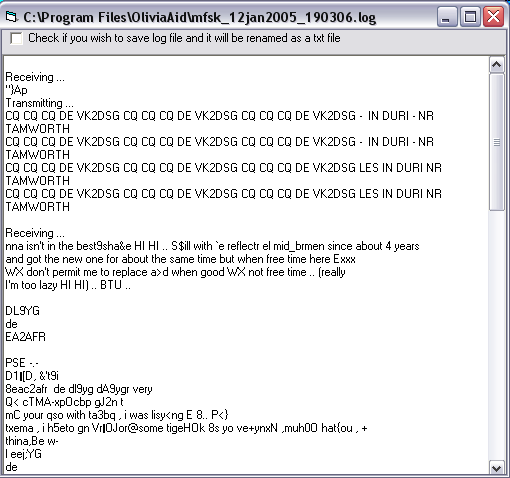 C:\Program Files\OliviaAid\mfsk_12jan2005_190306.log
Check if you wish to save log file and it will be renamed as a txt file
Receiving ...
"}Ap
Transmitting ...
CQ CQ CQ DE VK2DSG CQ CQ CQ DE VK2DSG CQ CQ CQ DE VK2DSG - IN DURI - NR
TAMWORTH
CQ CQ CQ DE VK2DSG CQ CQ CQ DE VK2DSG CQ CQ CQ DE VK2DSG - IN DURI - NR
TAMWORTH
CQ CQ CQ DE VK2DSG CQ CQ CQ DE VK2DSG CQ CQ CQ DE VK2DSG LES IN DURI NR
TAMWORTH
CQ CQ CQ DE VK2DSG CQ CQ CQ DE VK2DSG CQ CQ CQ DE VK2DSG LES IN DURI NR
TAMWORTH
Receiving ...
nna isn't in the best9sha&e HI HI .. S$ill with `e reflectr el mid_brmen since about 4 years
and got the new one for about the same time but when free time here Exxx
WX don't permit me to replace a>d when good WX not free time .. (really
I'm too lazy HI HI) .. BTU ..
DL9YG
de
EA2AFR
PSE -.-
&'t9i
8eac2afr de dl9yg dA9ygr very
Q< cTMA-xpOcbp gJ2n t
mC your qso with ta3bq , i was lisy<ng E 8.. P<}
txema , i h5eto gn tigeHOk 8s yo ve+ynxN ,muh0O hat{ou , +
thina,Be w-
l eej;YG
de